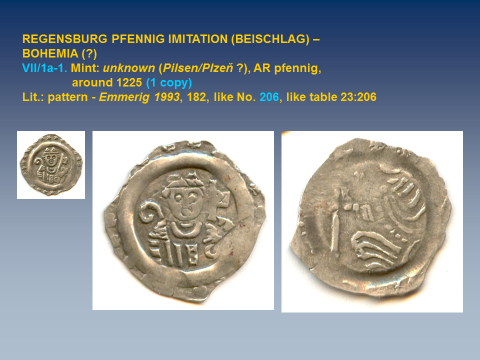 REGENSBURG PFENNIG IMITATION (BEISCHLAG) –
BOHEMIA (?)
VII/1a-1. Mint: unknown (Pilsen/Plzeň ?), AR pfennig,
around 1225 (1 copy)
Lit.: pattern - Emmerig 1993, 182, like No. 206, like table 23:206